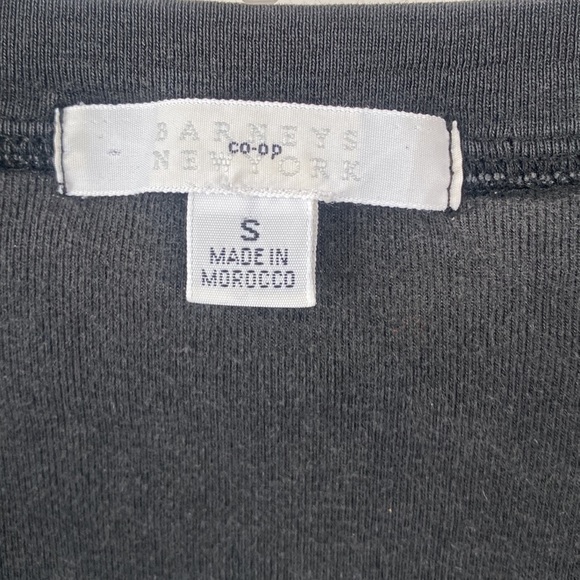 BARNEYS
co-op
NEW YORK
S
MADE IN
MOROCCO